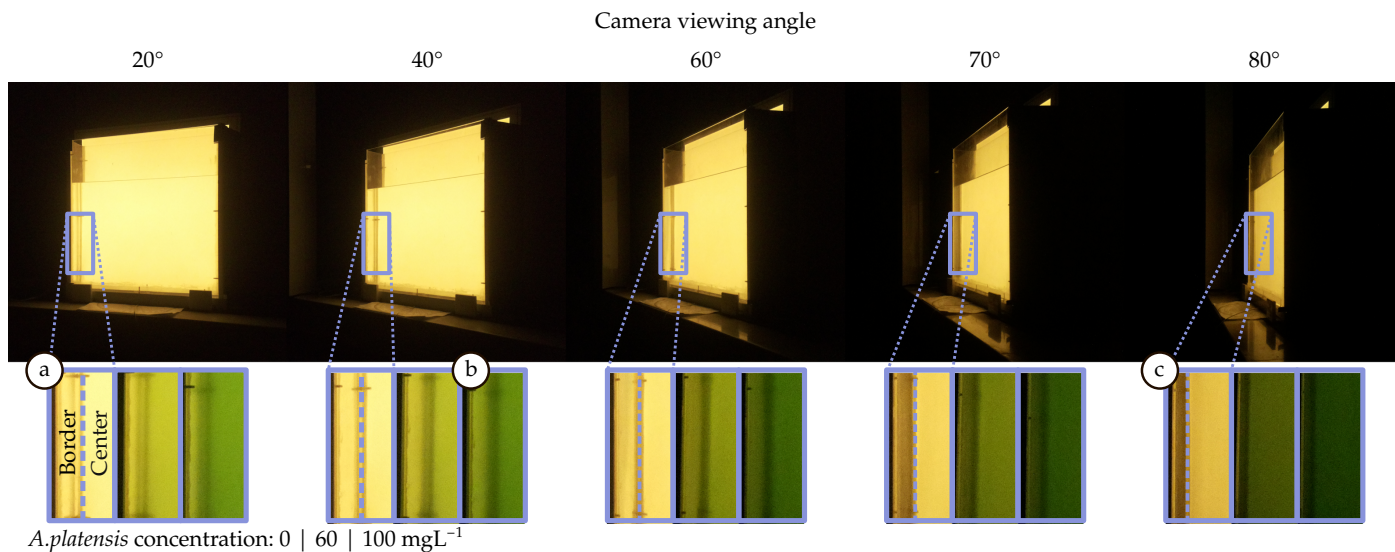 Camera viewing angle
20° 40° 60° 70° 80°
a b c
Border
Center
A.platensis concentration: 0 | 60 | 100 mgL⁻¹